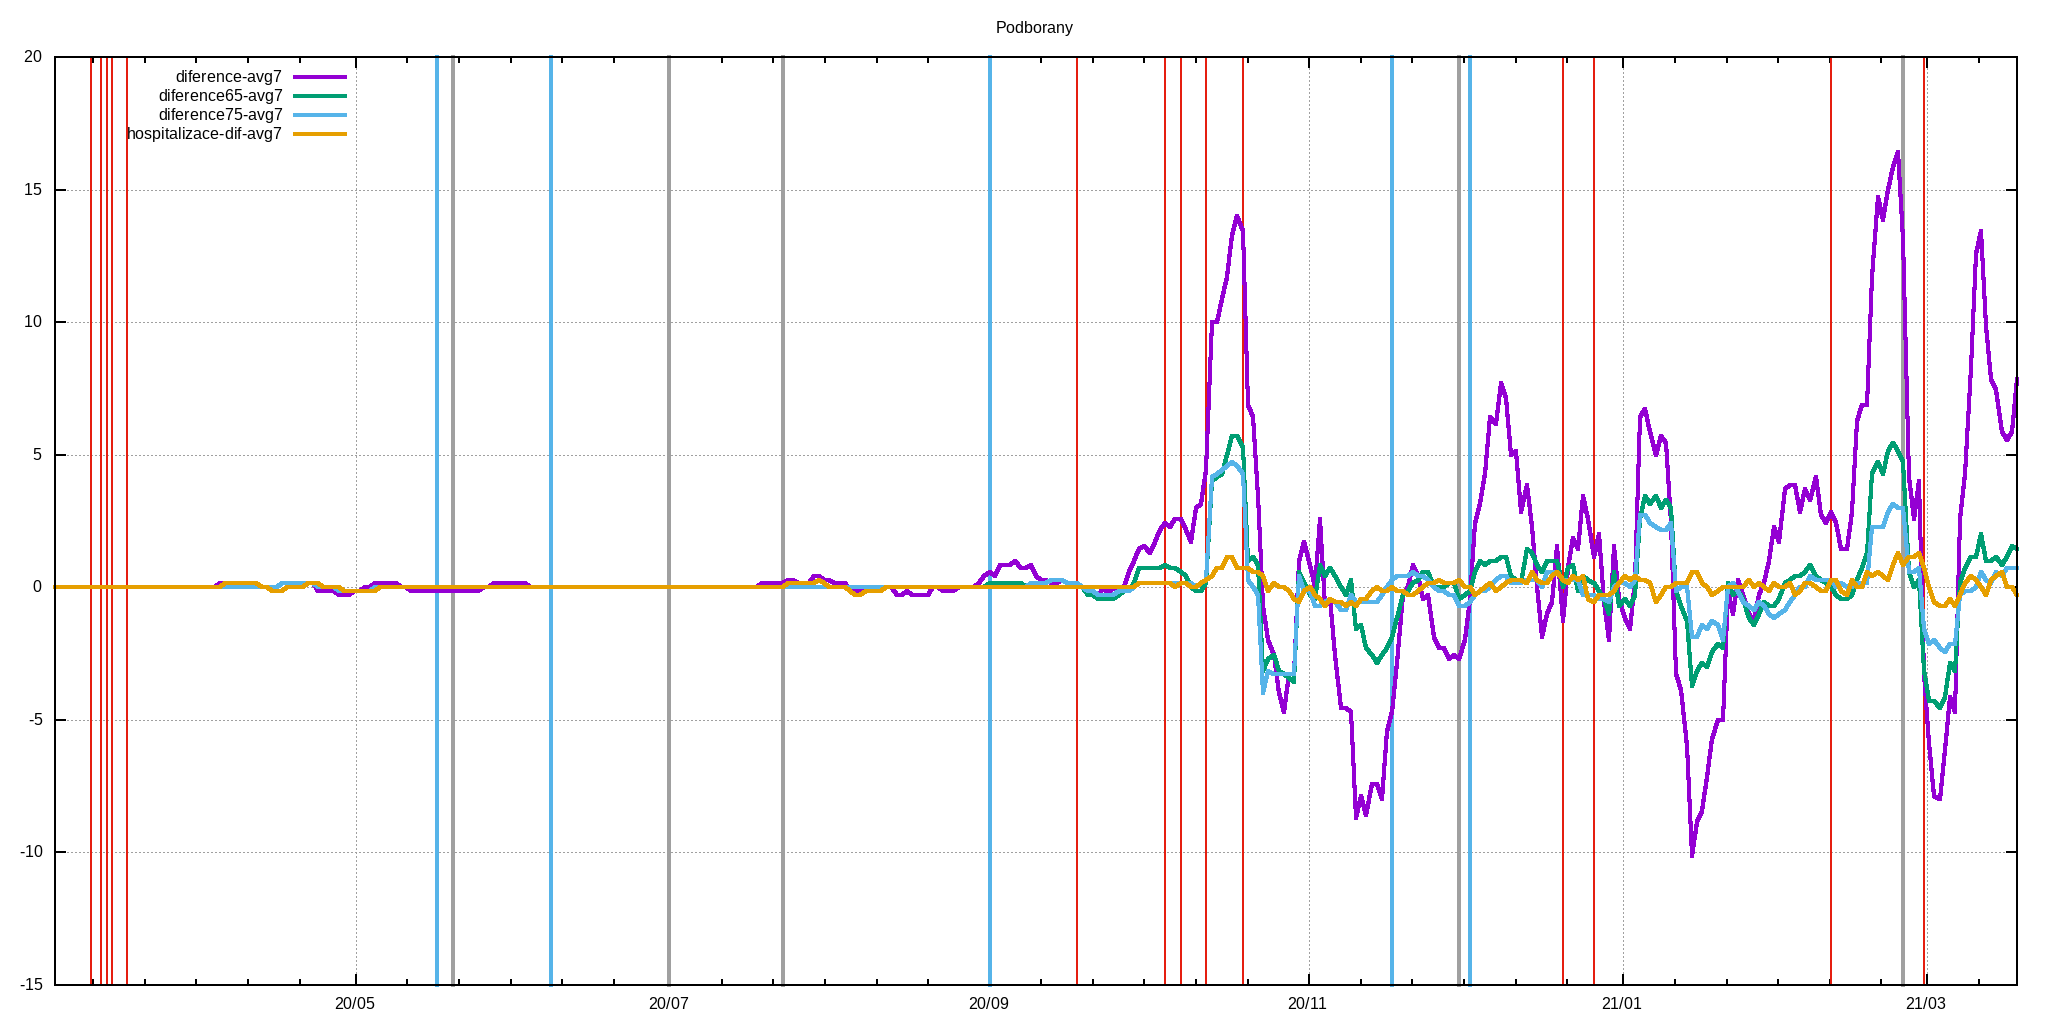 Podborany
20
15
10
5
0
-5
-10
-15
diference-avg7
diference65-avg7
diference75-avg7
hospitalizace-dif-avg7
20/05
20/07
20/09
20/11
21/01
21/03